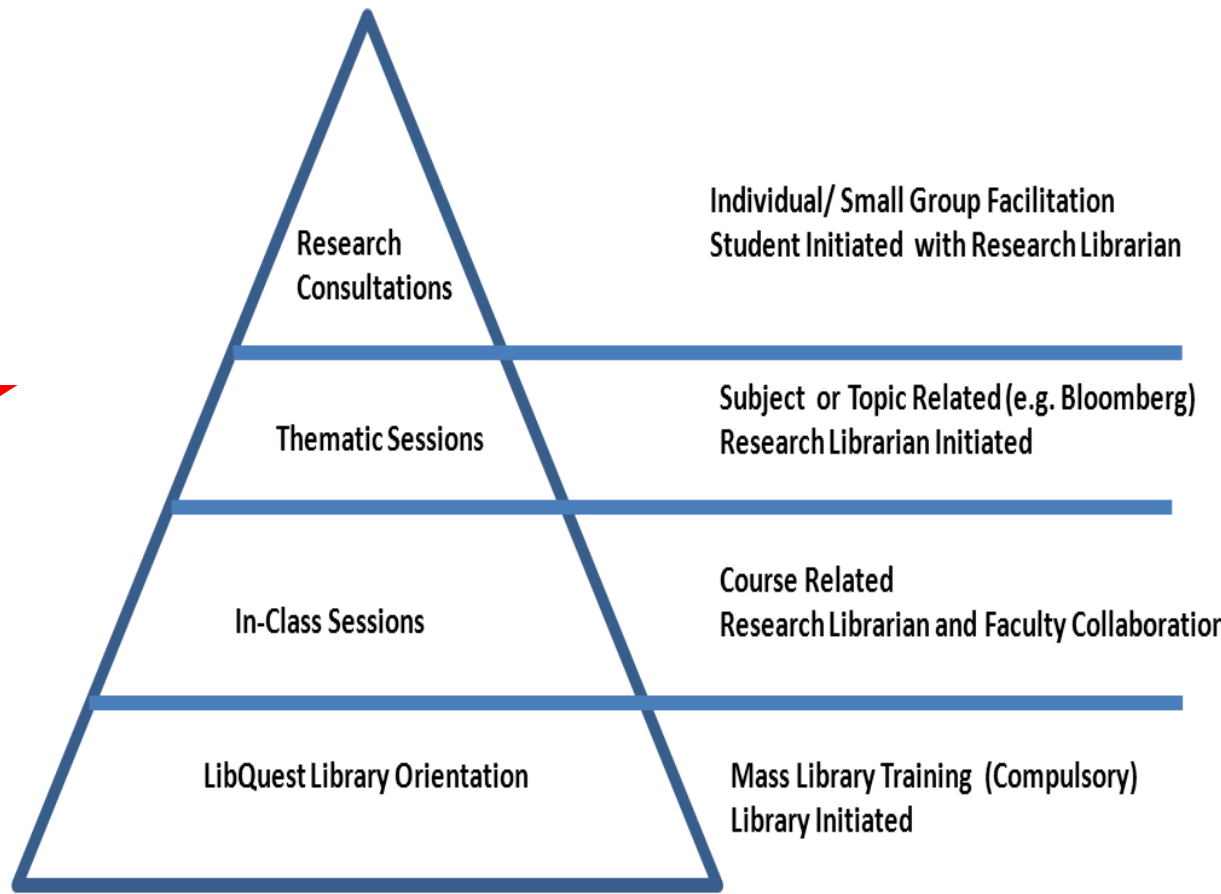 Research
Consultations
Individual/ Small Group Facilitation
Student Initiated with Research Librarian
Thematic Sessions
Subject or Topic Related (e.g. Bloomberg)
Research Librarian Initiated
In-Class Sessions
Course Related
Research Librarian and Faculty Collaboration
LibQuest Library Orientation
Mass Library Training (Compulsory)
Library Initiated